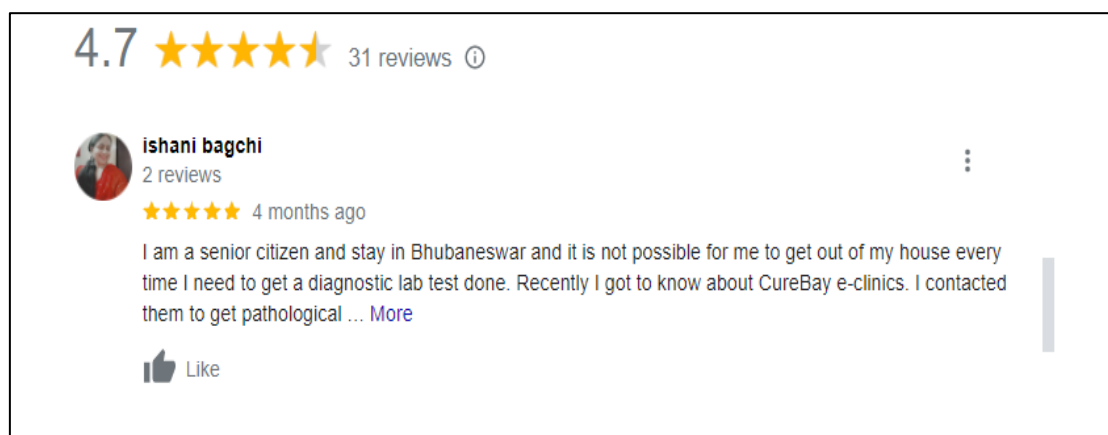 4.7 31 reviews
ishani bagchi
2 reviews
4 months ago
I am a senior citizen and stay in Bhubaneswar and it is not possible for me to get out of my house every
time I need to get a diagnostic lab test done. Recently I got to know about CureBay e-clinics. I contacted
them to get pathological ... More
Like